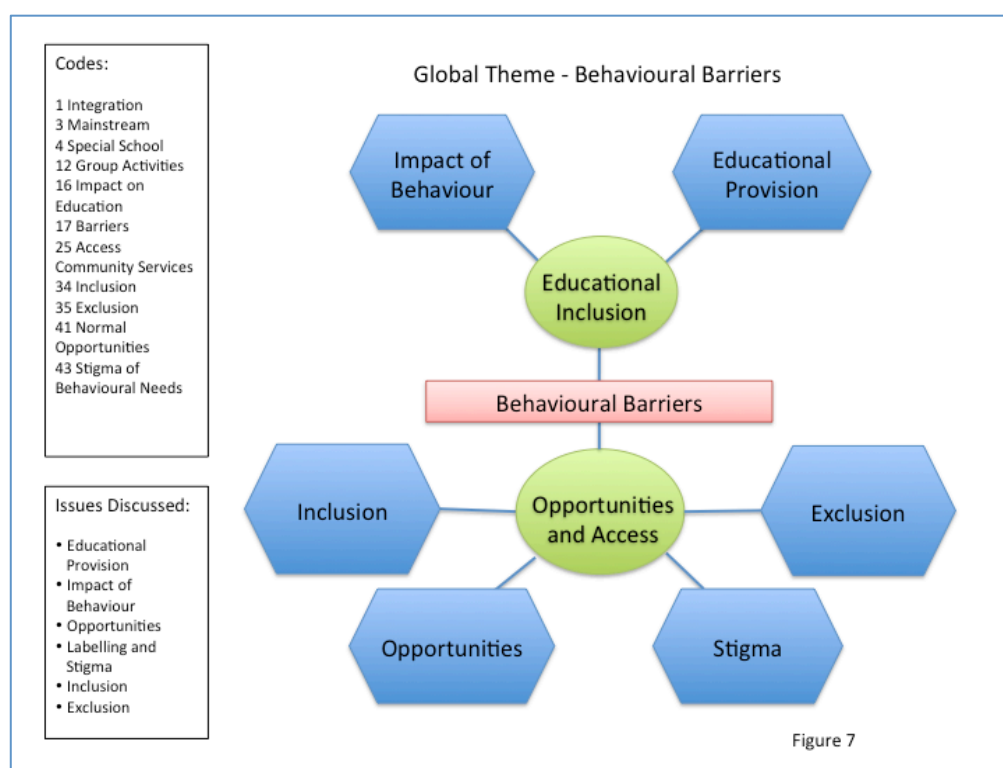 Codes:
1 Integration
3 Mainstream
4 Special School
12 Group Activities
16 Impact on
Education
17 Barriers
25 Access
Community Services
34 Inclusion
35 Exclusion
41 Normal
Opportunities
43 Stigma of
Behavioural Needs
Issues Discussed:
• Educational
Provision
• Impact of
Behaviour
• Opportunities
• Labelling and
Stigma
• Inclusion
• Exclusion
Global Theme - Behavioural Barriers
Impact of
Behaviour
Educational
Provision
Educational
Inclusion
Behavioural Barriers
Inclusion
Opportunities
and Access
Exclusion
Opportunities
Stigma
Figure 7